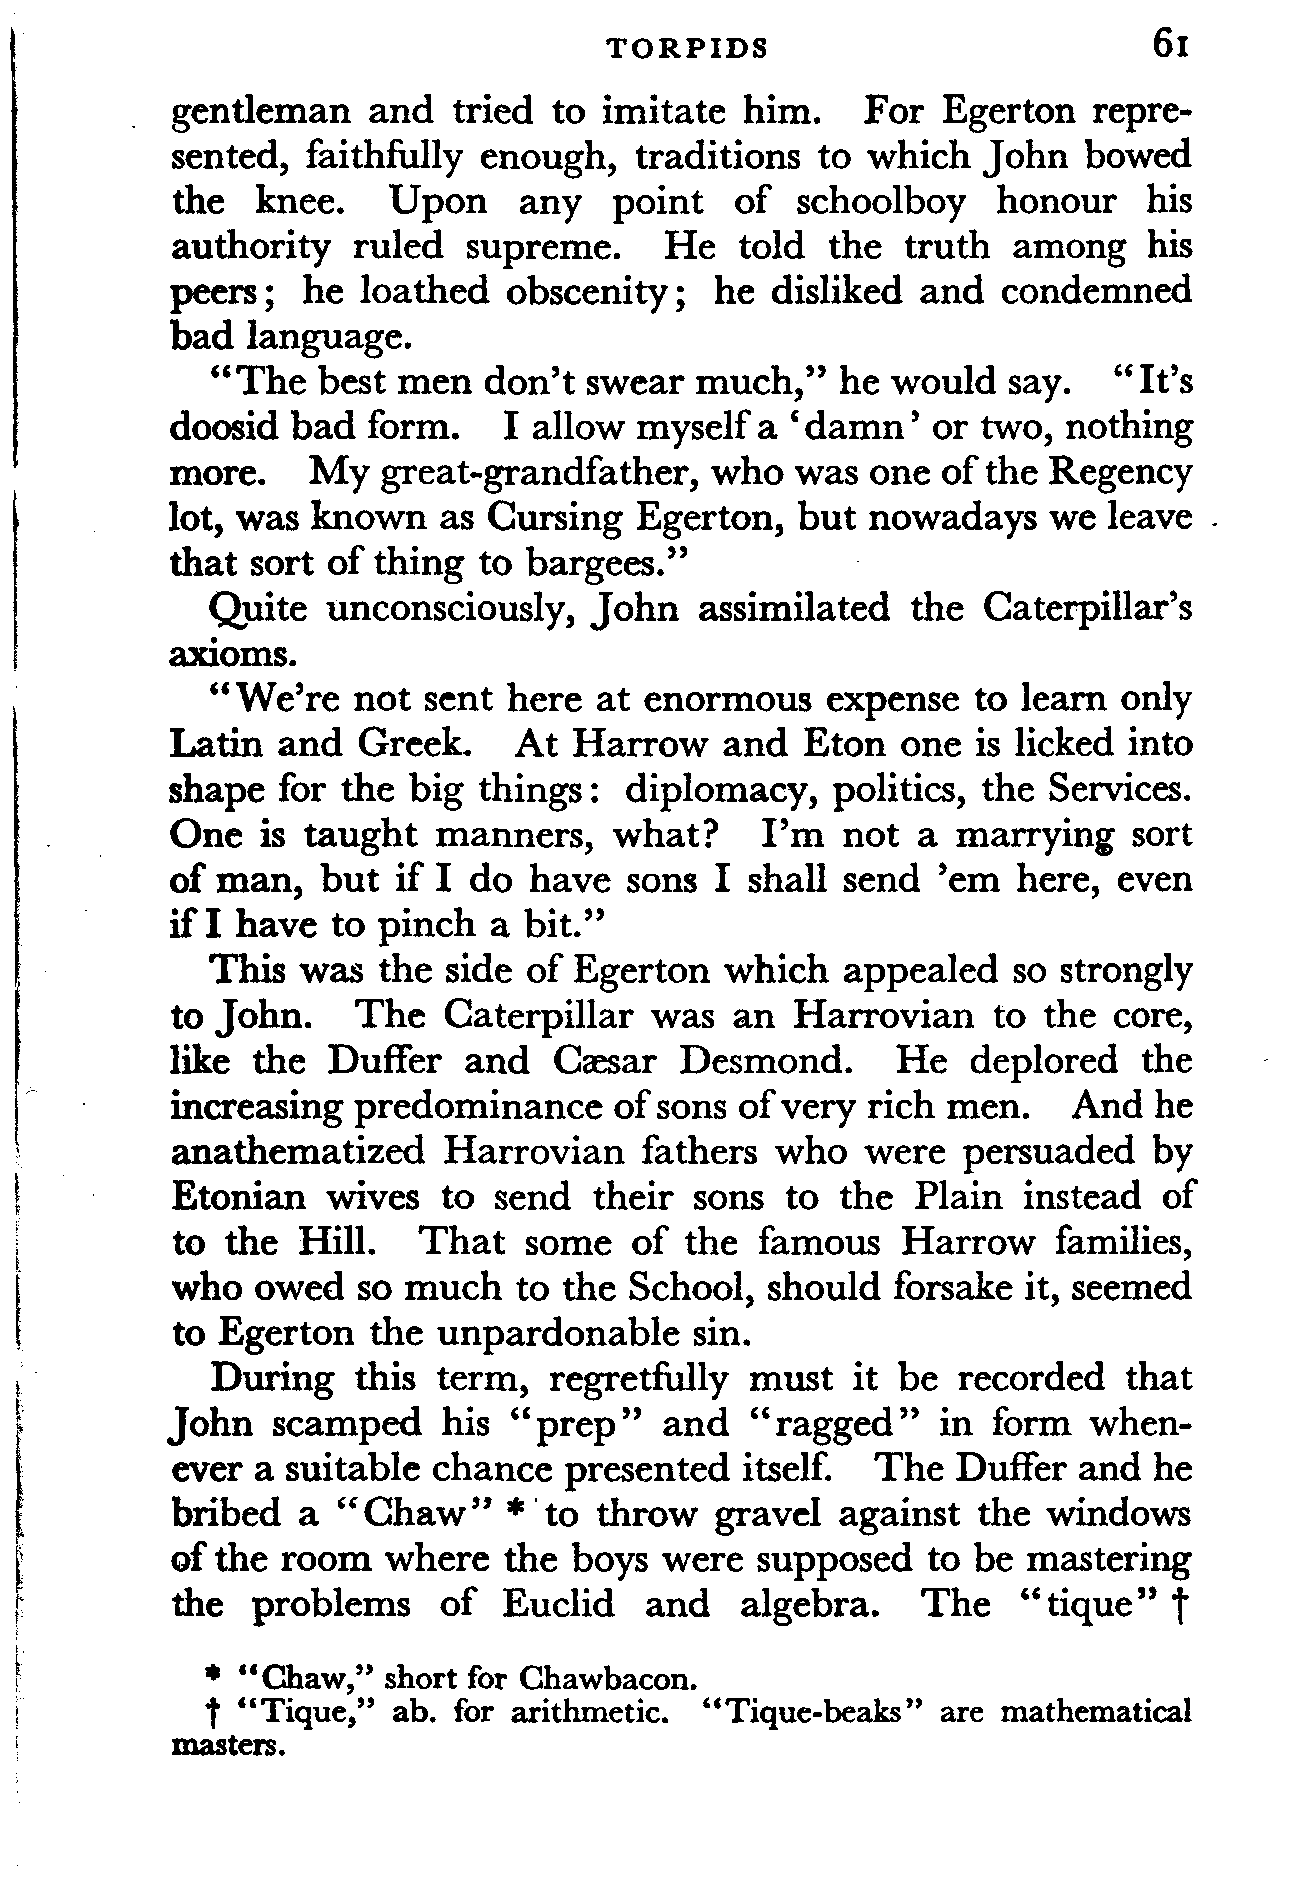 TORPIDS 61
gentleman and tried to imitate him. For Egerton repre-
sented, faithfully enough, traditions to which John bowed
the knee. Upon any point of schoolboy honour his
authority ruled supreme. He told the truth among his
peers; he loathed obscenity; he disliked and condemned
bad language.
“The best men don’t swear much,” he would say. “It’s
doosid bad form. I allow myself a ‘damn’ or two, nothing
more. My great-grandfather, who was one of the Regency
lot, was known as Cursing Egerton, but nowadays we leave
that sort of thing to bargees.”
Quite unconsciously, John assimilated the Caterpillar’s
axioms.
“We’re not sent here at enormous expense to learn only
Latin and Greek. At Harrow and Eton one is licked into
shape for the big things: diplomacy, politics, the Services.
One is taught manners, what? I’m not a marrying sort
of man, but if I do have sons I shall send ’em here, even
if I have to pinch a bit.”
This was the side of Egerton which appealed so strongly
to John. The Caterpillar was an Harrovian to the core,
like the Duffer and Cæsar Desmond. He deplored the
increasing predominance of sons of very rich men. And he
anathematized Harrovian fathers who were persuaded by
Etonian wives to send their sons to the Plain instead of
to the Hill. That some of the famous Harrow families,
who owed so much to the School, should forsake it, seemed
to Egerton the unpardonable sin.
During this term, regretfully must it be recorded that
John scamped his “prep” and “ragged” in form when-
ever a suitable chance presented itself. The Duffer and he
bribed a “Chaw” * to throw gravel against the windows
of the room where the boys were supposed to be mastering
the problems of Euclid and algebra. The “tique” †
* “Chaw,” short for Chawbacon.
† “Tique,” ab. for arithmetic. “Tique-beaks” are mathematical
masters.